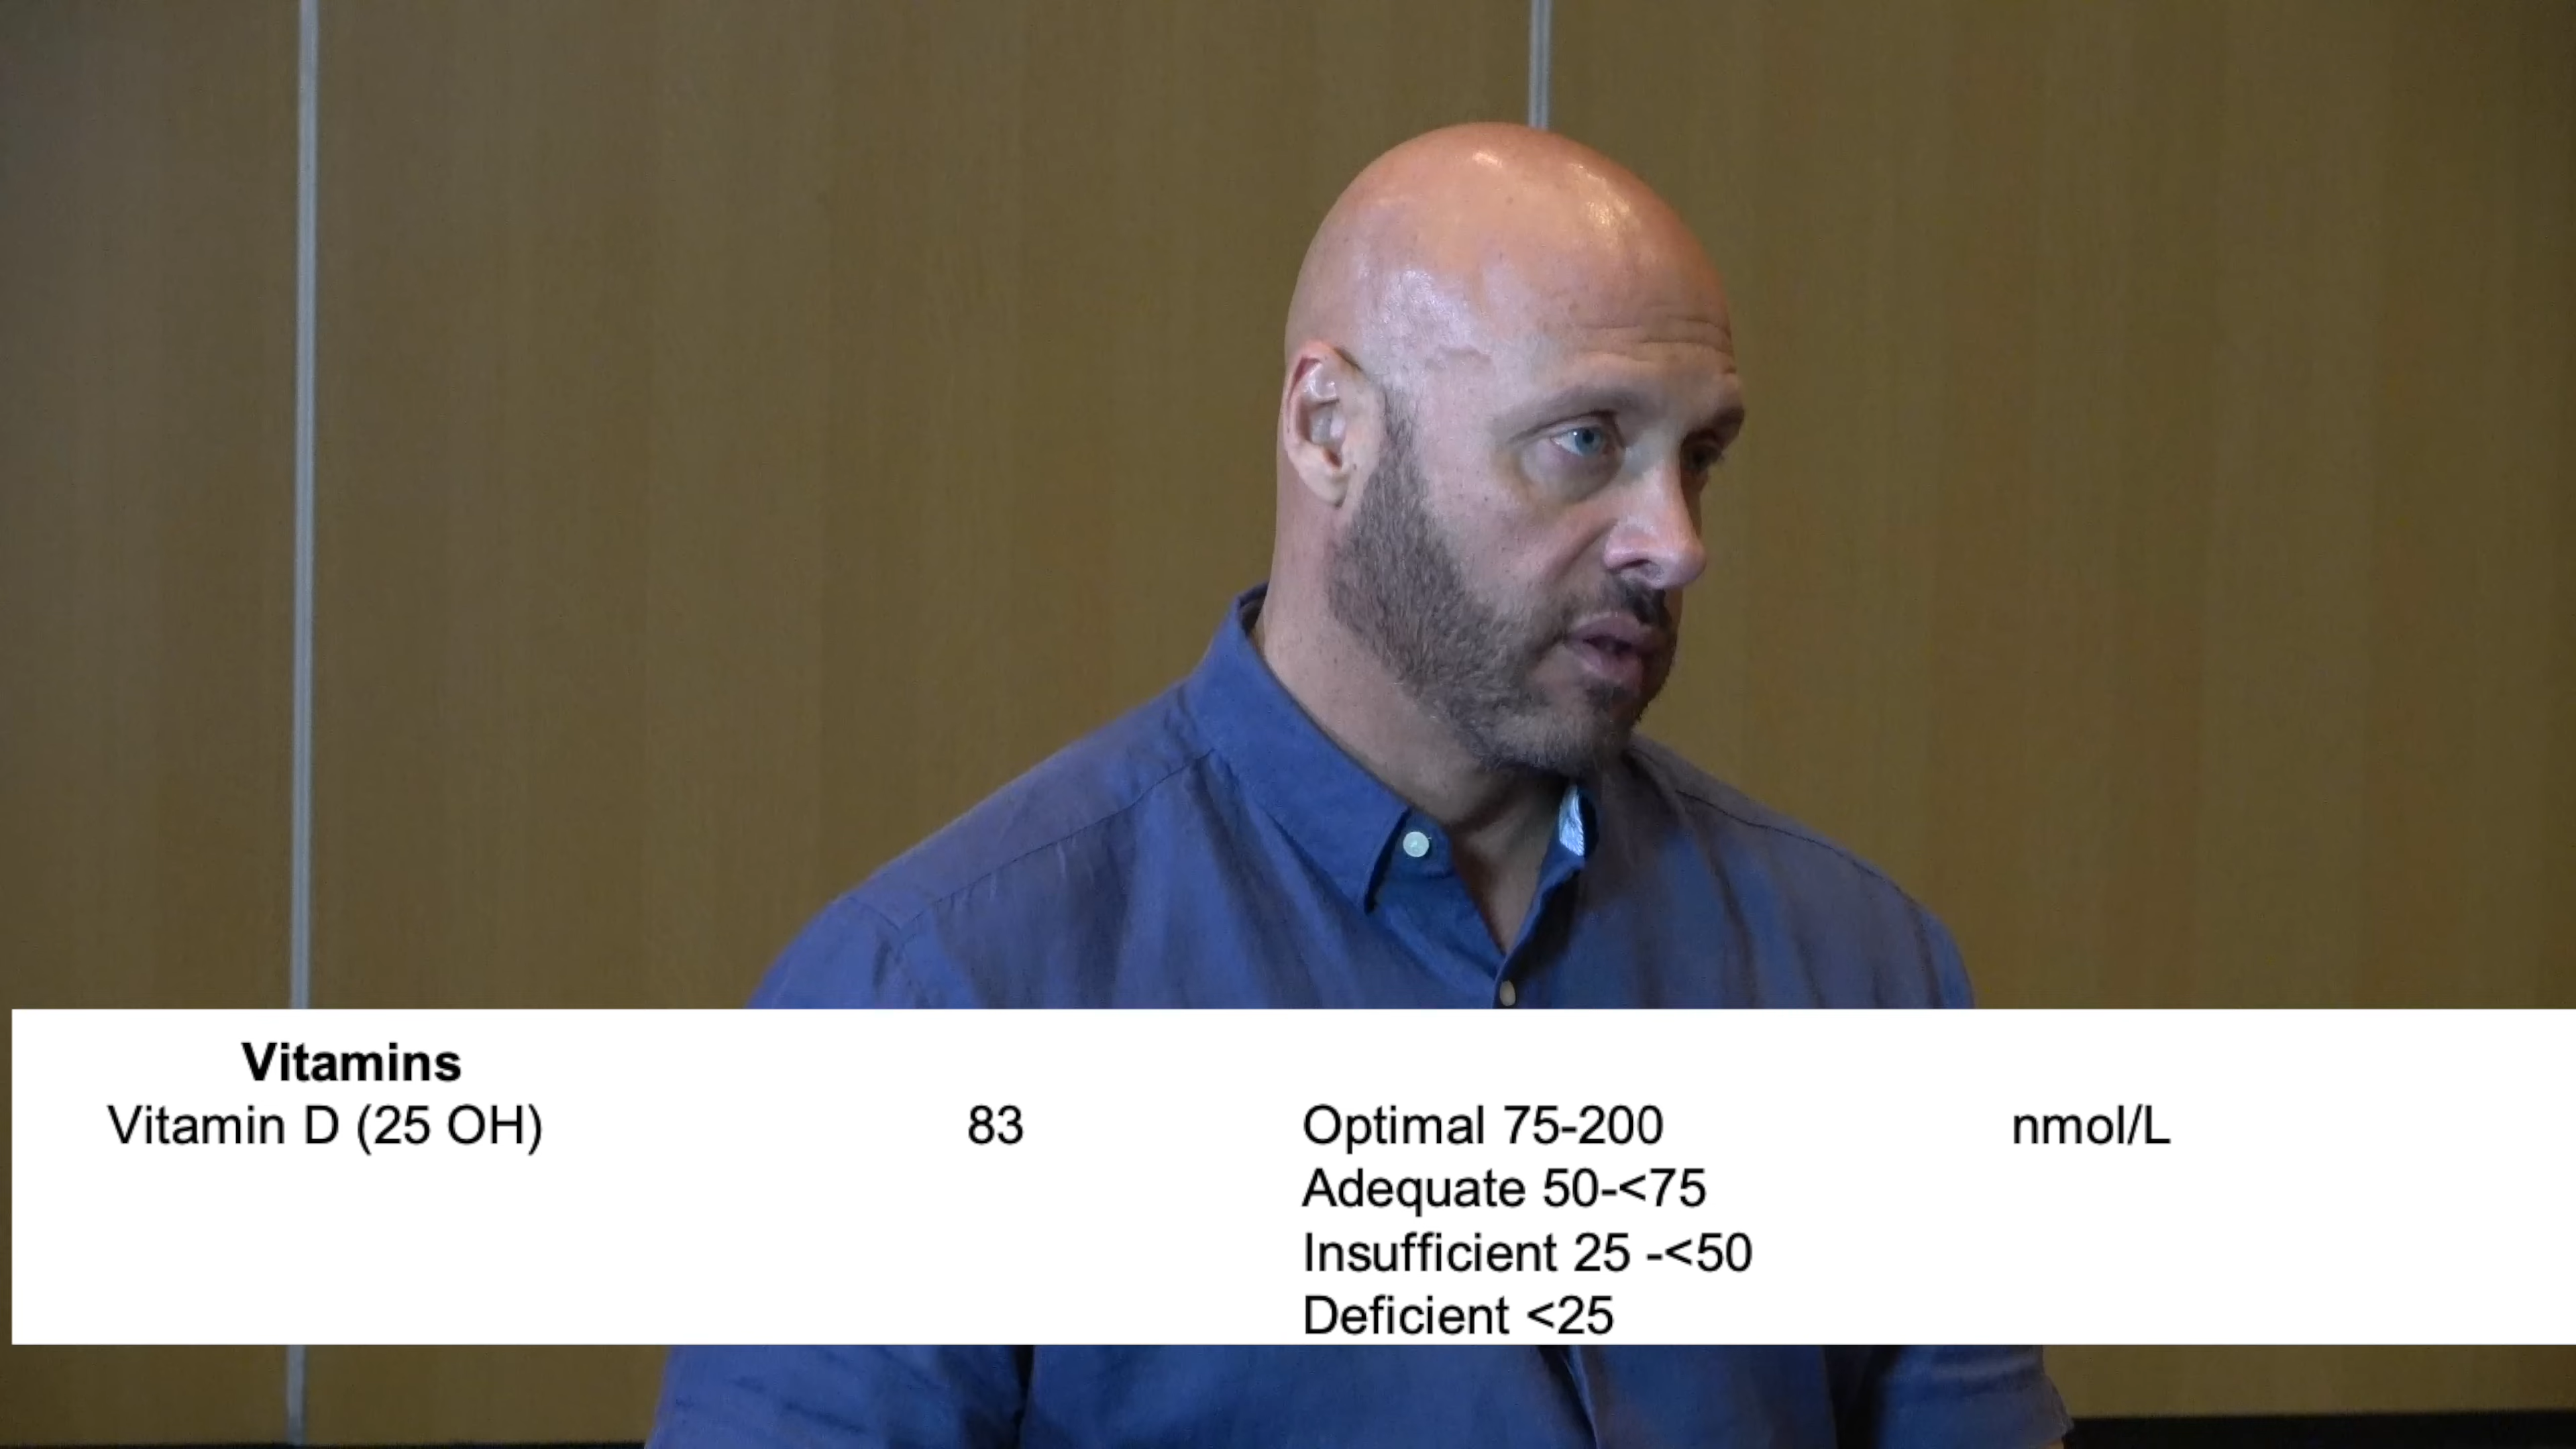 Vitamins
Vitamin D (25 OH) 83 Optimal 75-200 nmol/L
Adequate 50-<75
Insufficient 25 -<50
Deficient <25